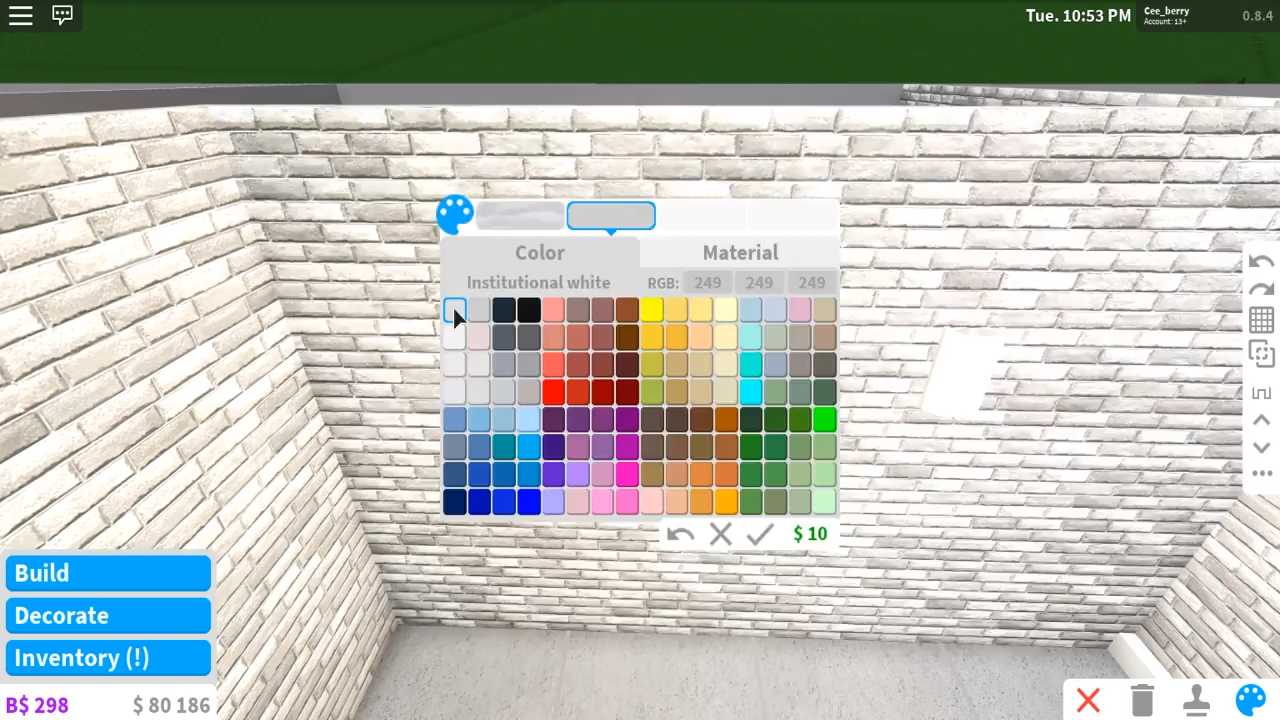 Tue. 10:53 PM
Cee_berry
Account: 13+
0.8.4
Color
Material
Institutional white
RGB: 249 249 249
$ 10
Build
Decorate
Inventory (!)
B$ 298
$ 80 186